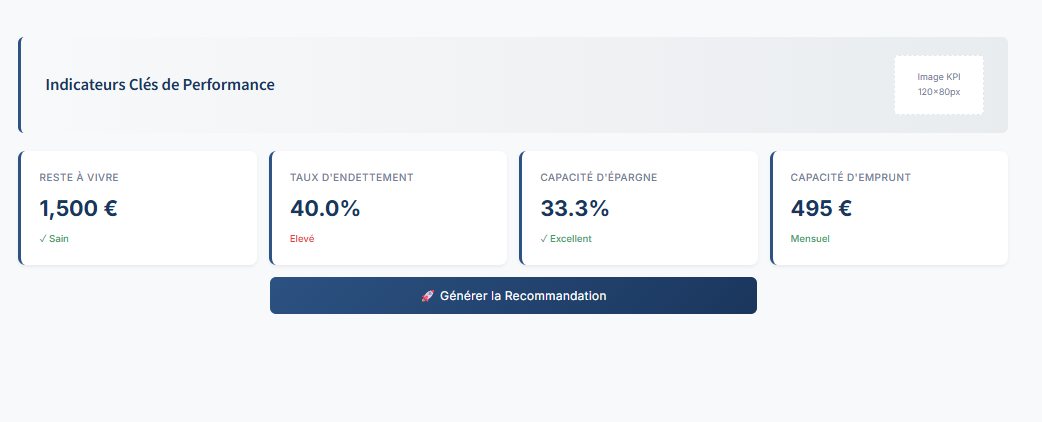 Indicateurs Clés de Performance
Image KPI
120×80px
RESTE À VIVRE
1,500 €
✓ Sain
TAUX D'ENDETTEMENT
40.0%
Elevé
CAPACITÉ D'ÉPARGNE
33.3%
✓ Excellent
CAPACITÉ D'EMPRUNT
495 €
Mensuel
🚀 Générer la Recommandation